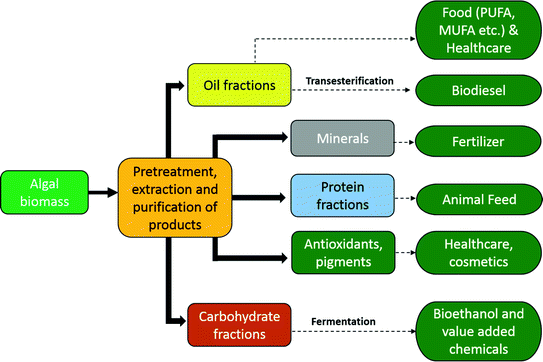 Food (PUFA,
MUFA etc.) &
Healthcare
Oil fractions
Transesterification
Biodiesel
Minerals
Fertilizer
Algal
biomass
Pretreatment,
extraction and
purification of
products
Protein
fractions
Animal Feed
Antioxidants,
pigments
Healthcare,
cosmetics
Carbohydrate
fractions
Fermentation
Bioethanol and
value added
chemicals